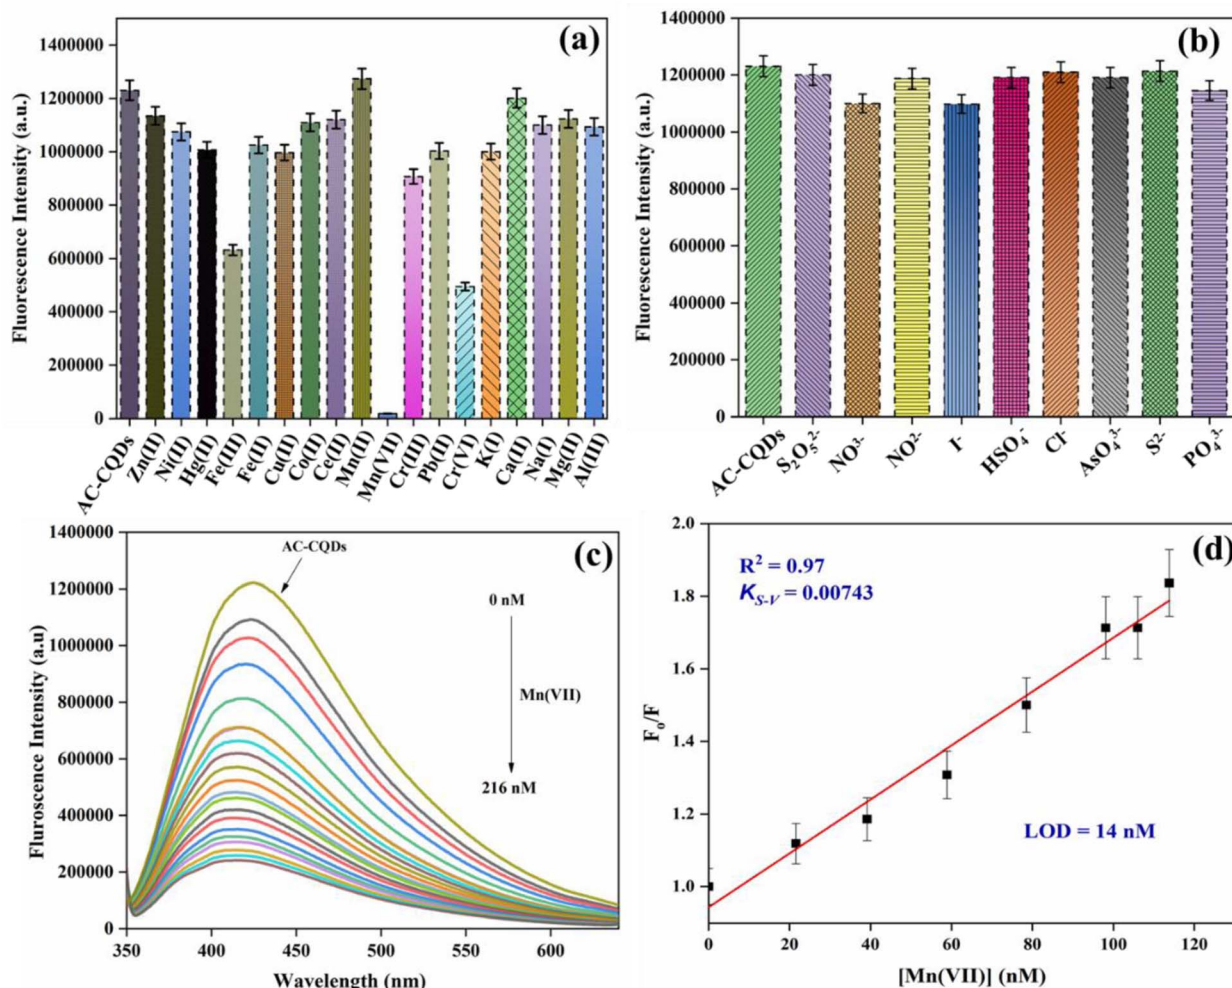 (a)
Fluorescence Intensity (a.u.)
1400000
1200000
1000000
800000
600000
400000
200000
0
AC-CQDs
Zn(II)
Ni(II)
Hg(II)
Fe(III)
Fe(II)
Cu(II)
Co(II)
Ce(II)
Mn(II)
Mn(VII)
Cr(III)
Pb(II)
Cr(VI)
K(I)
Ca(II)
Na(I)
Mg(II)
Al(III)
(b)
Fluorescence Intensity (a.u.)
1400000
1200000
1000000
800000
600000
400000
200000
0
AC-CQDs
S₂O₅²⁻
NO³⁻
NO²⁻
I⁻
HSO₄⁻
Cl⁻
AsO₄³⁻
S²⁻
PO₄³⁻
(c)
Fluroscence Intensity (a.u)
1400000
1200000
1000000
800000
600000
400000
200000
0
AC-CQDs
0 nM
Mn(VII)
216 nM
350
400
450
500
550
600
Wavelength (nm)
(d)
R² = 0.97
K_S-V = 0.00743
LOD = 14 nM
F₀/F
2.0
1.8
1.6
1.4
1.2
1.0
0
20
40
60
80
100
120
[Mn(VII)] (nM)